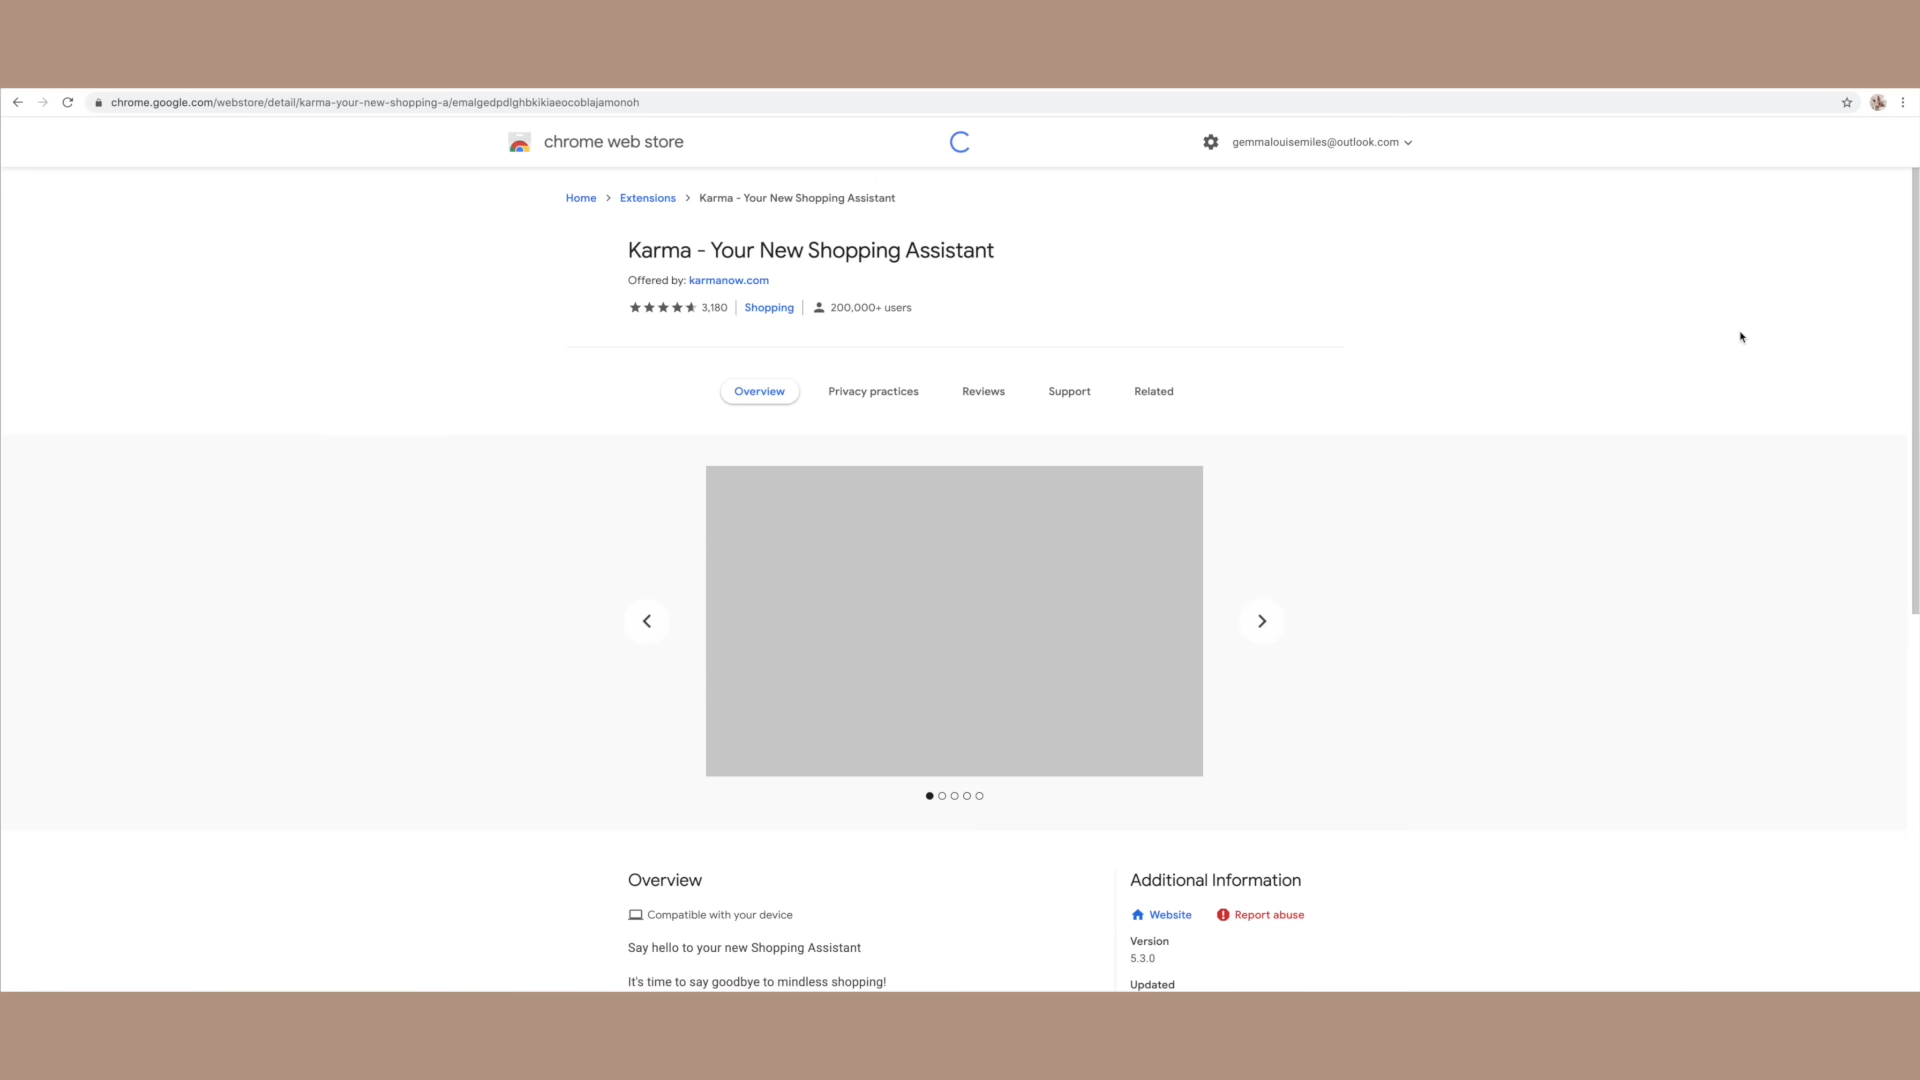 chrome.google.com/webstore/detail/karma-your-new-shopping-a/emalgedpdlghbkikiaeocoblajamonoh
chrome web store
gemmalouisemiles@outlook.com
Home > Extensions > Karma - Your New Shopping Assistant
Karma - Your New Shopping Assistant
Offered by: karmanow.com
3,180 | Shopping | 200,000+ users
Overview Privacy practices Reviews Support Related
Overview
Compatible with your device
Say hello to your new Shopping Assistant
It's time to say goodbye to mindless shopping!
Additional Information
Website Report abuse
Version
5.3.0
Updated